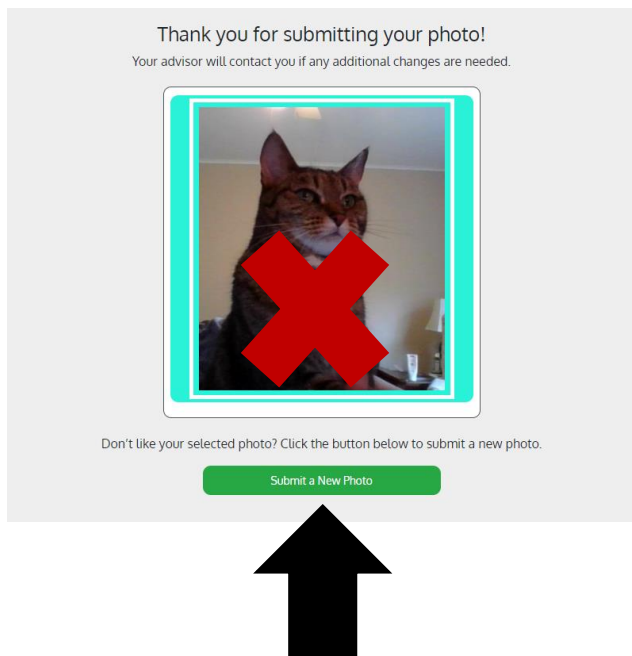 Thank you for submitting your photo!
Your advisor will contact you if any additional changes are needed.
Don't like your selected photo? Click the button below to submit a new photo.
Submit a New Photo